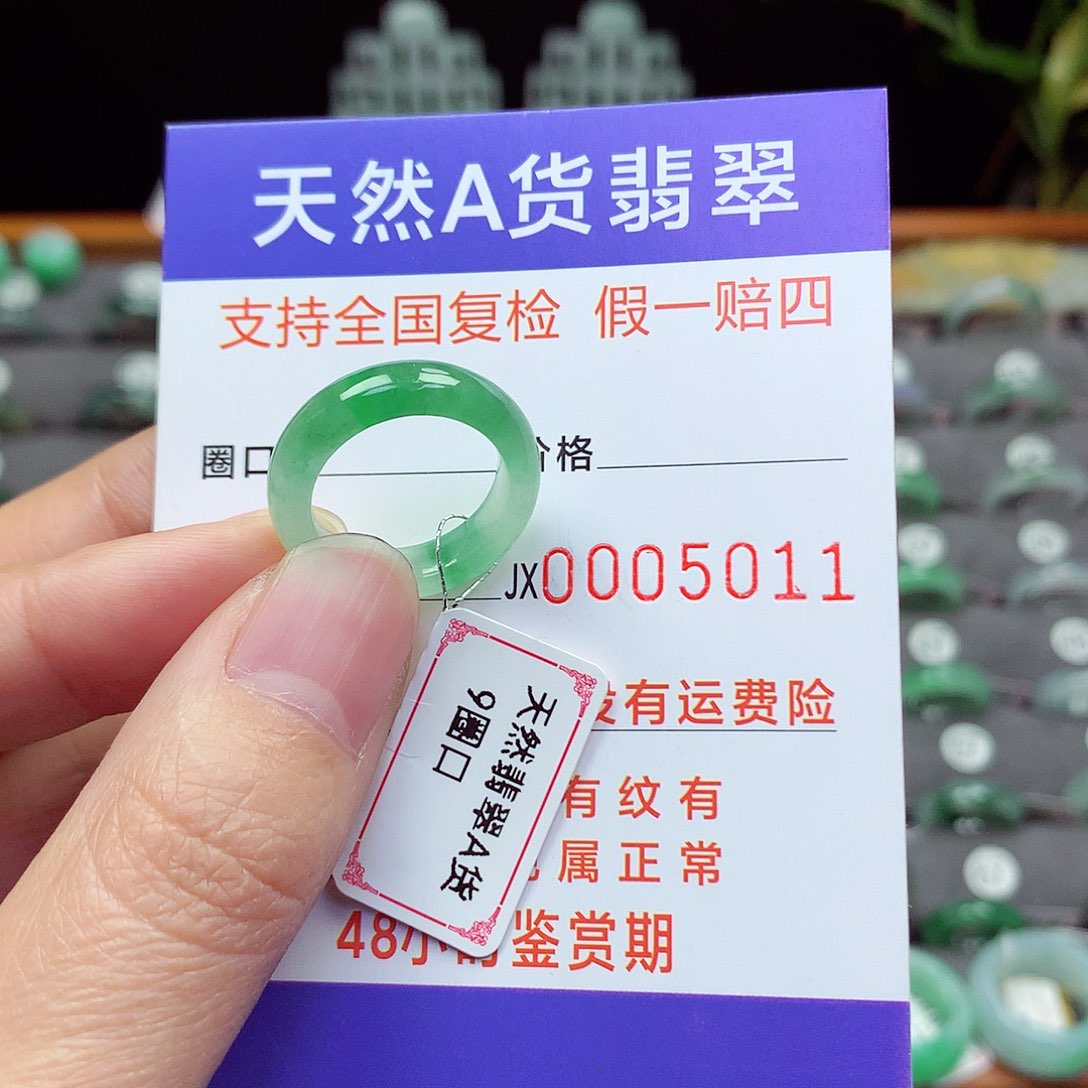 天然A货翡翠
支持全国复检 假一赔四
圈口 价格
JX0005011
没有运费险
有纹有
属正常
48小时鉴赏期
天然翡翠A货
9圈口